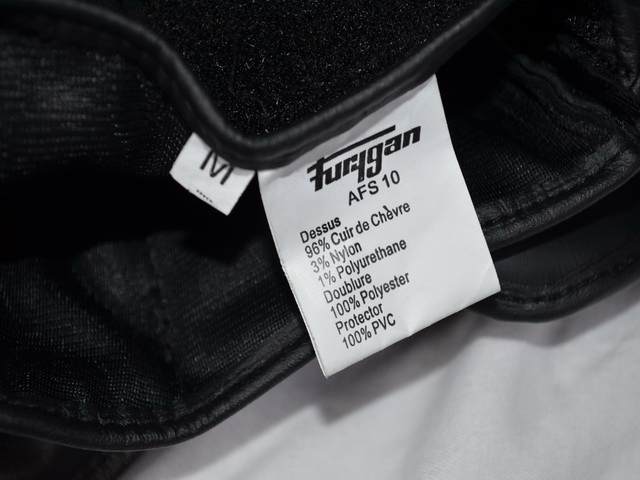 M
Furygan
AFS 10
Dessus
96% Cuir de Chèvre
3% Nylon
1% Polyurethane
Doublure
100% Polyester
Protector
100% PVC